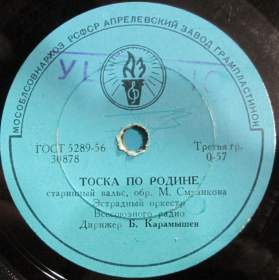 МОСОБЛСОВНАРХОЗ РСФСР АПРЕЛЕВСКИЙ ЗАВОД ГРАМПЛАСТИНОК
ГОСТ 5289-56
30878
Третья гр.
0-57
ТОСКА ПО РОДИНЕ,
старинный вальс, обр. М. Смузикова
Эстрадный оркестр
Всесоюзного радио
Дирижер Б. Карамышев